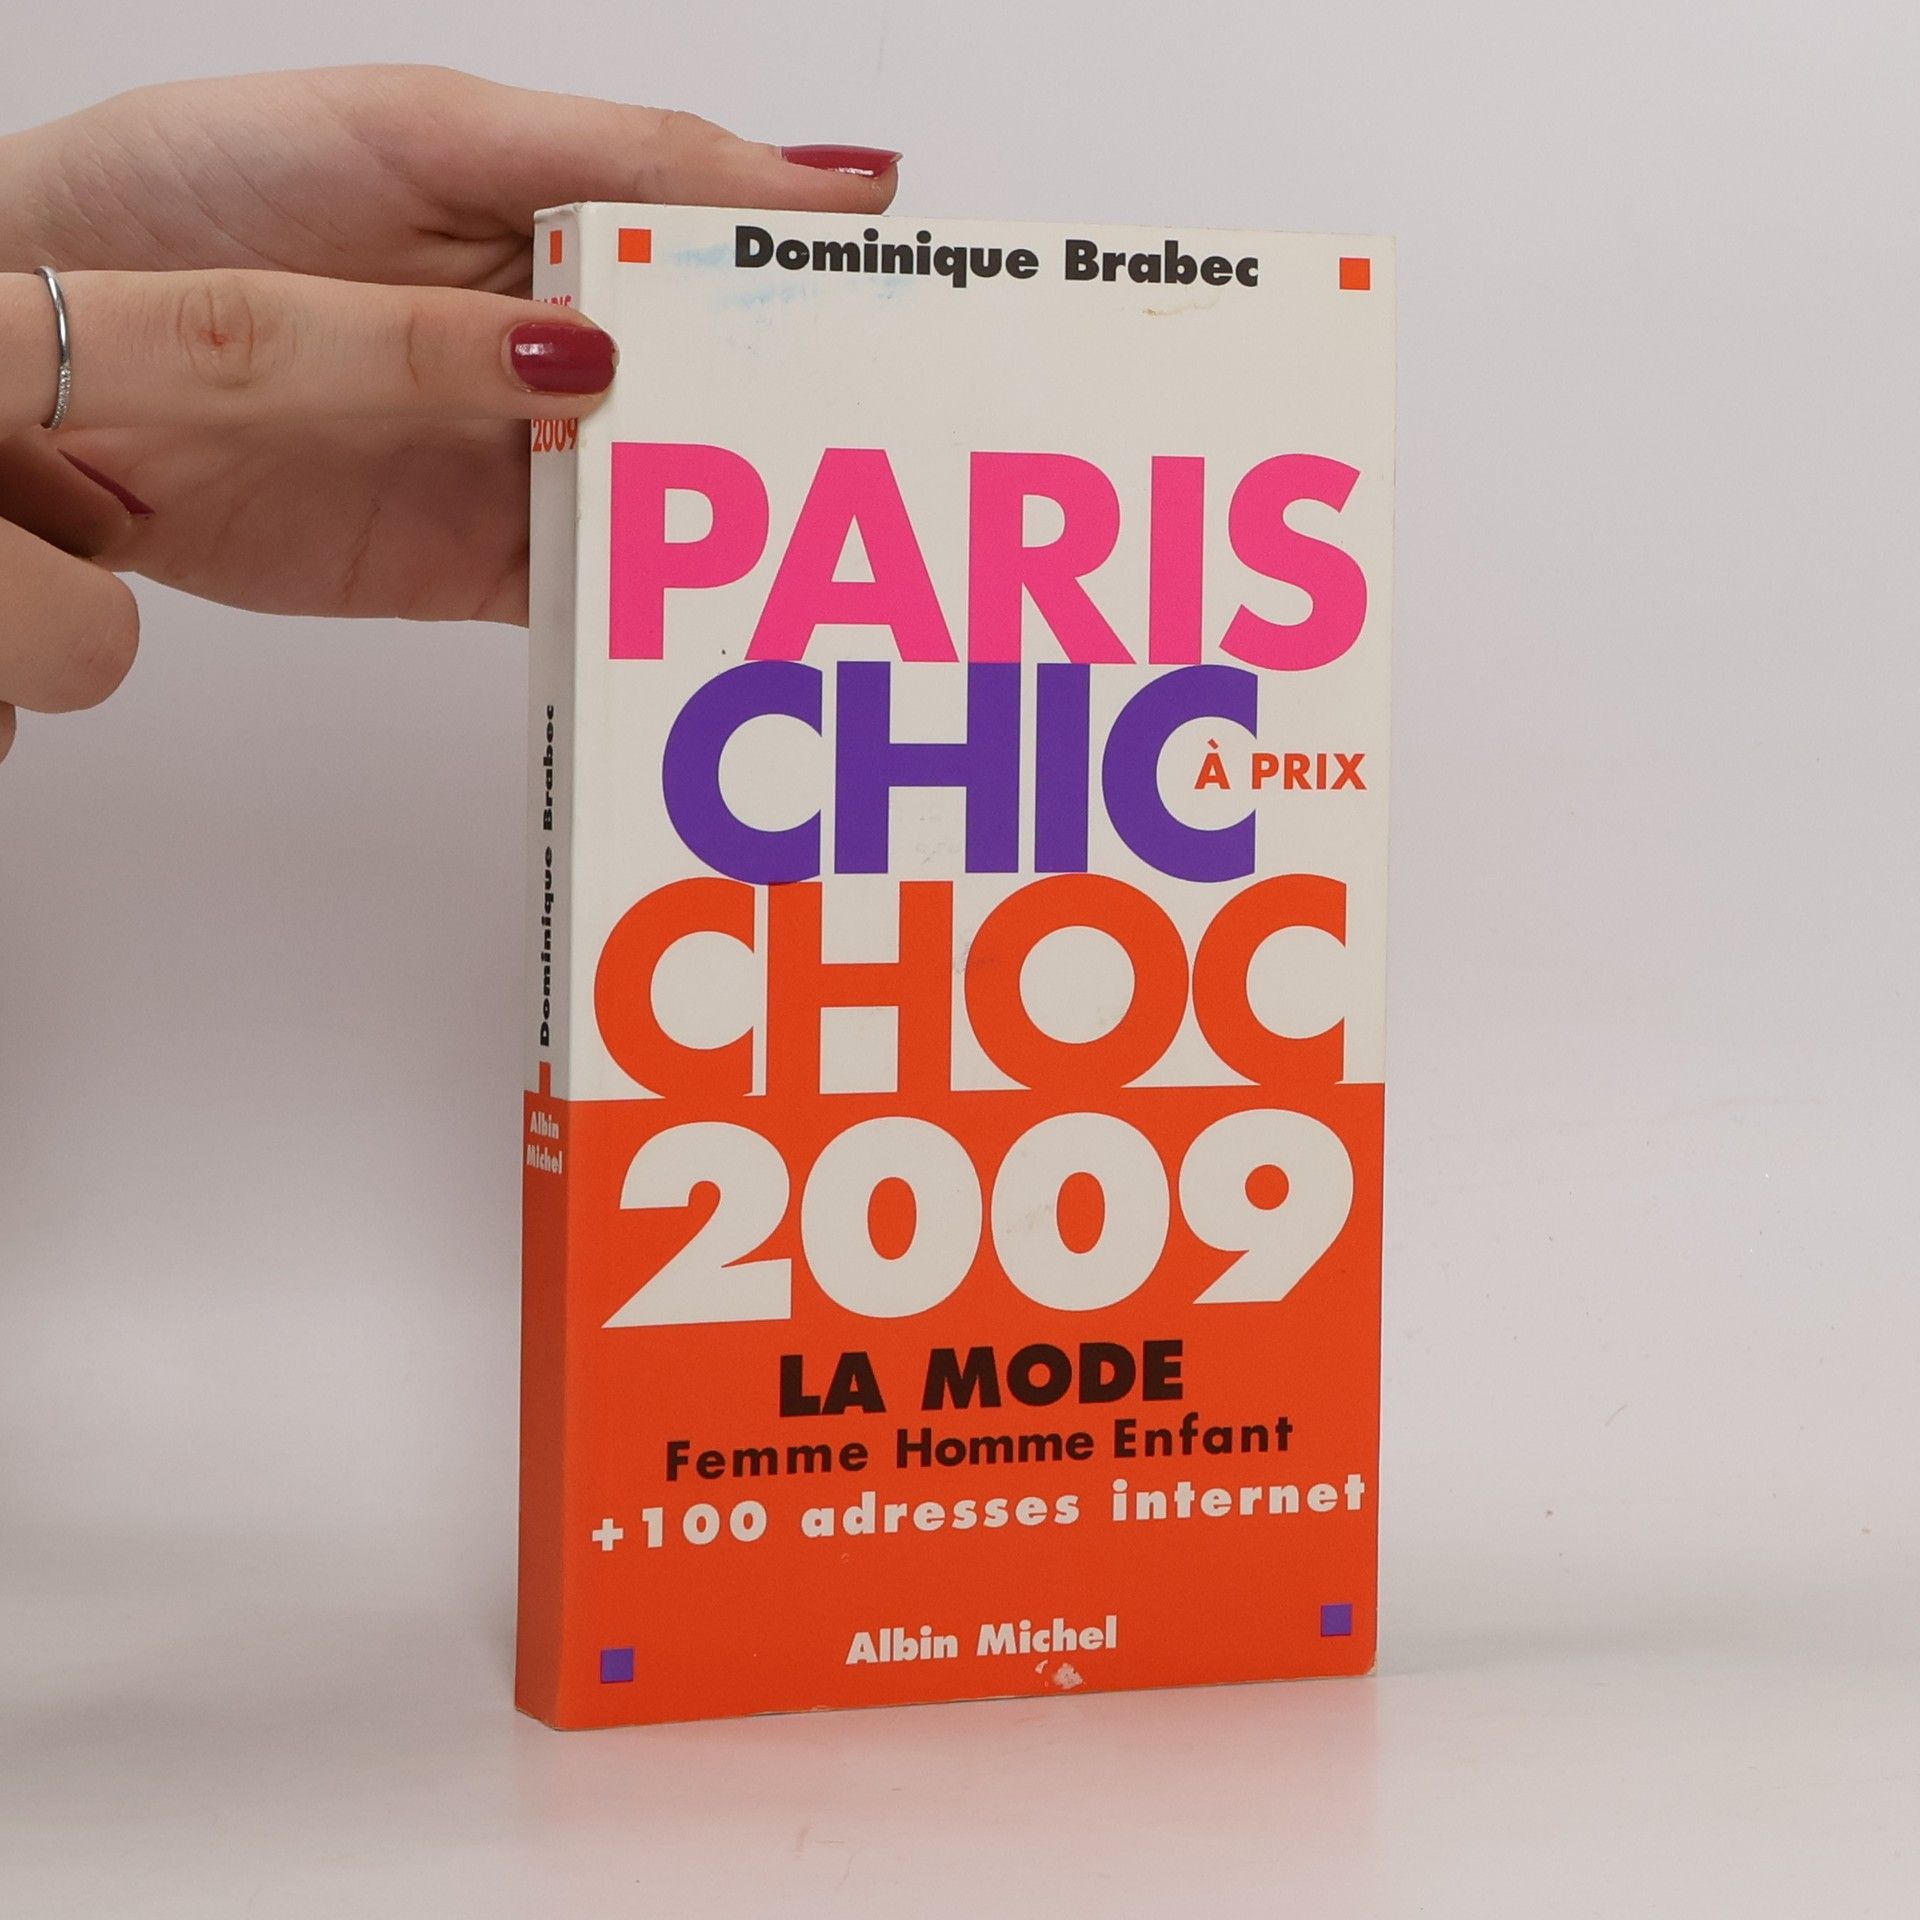 Dominique Brabec
PARIS
CHIC
À PRIX
CHOC
2009
LA MODE
Femme Homme Enfant
+100 adresses internet
Albin Michel
2009
Dominique Brabec
Albin
Michel